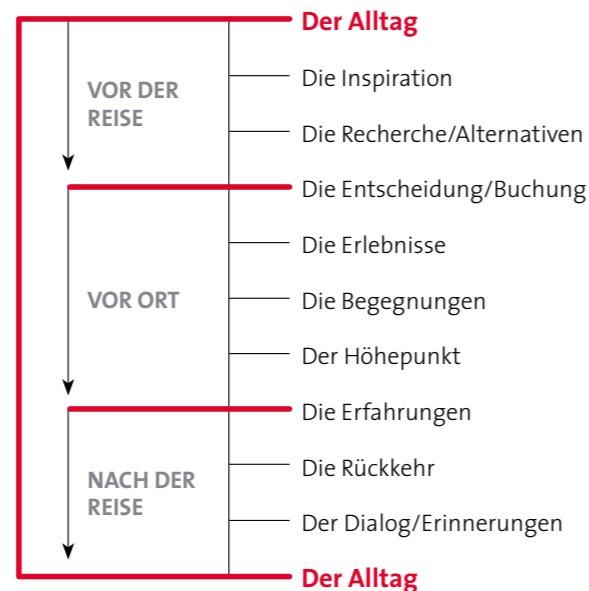 Der Alltag
VOR DER
REISE
Die Inspiration
Die Recherche/Alternativen
Die Entscheidung/Buchung
VOR ORT
Die Erlebnisse
Die Begegnungen
Der Höhepunkt
Die Erfahrungen
NACH DER
REISE
Die Rückkehr
Der Dialog/Erinnerungen
Der Alltag